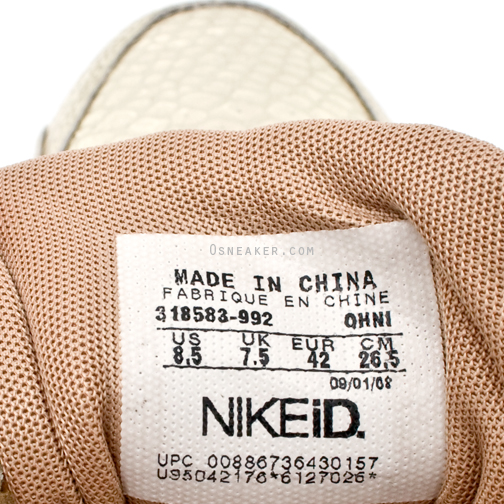 Osneaker.com
MADE IN CHINA
FABRIQUE EN CHINE
318583-992 OHNI
US UK EUR CM
8.5 7.5 42 26.5
09/01/08
NIKEiD.
UPC 00886736430157
U95042176*6127026*